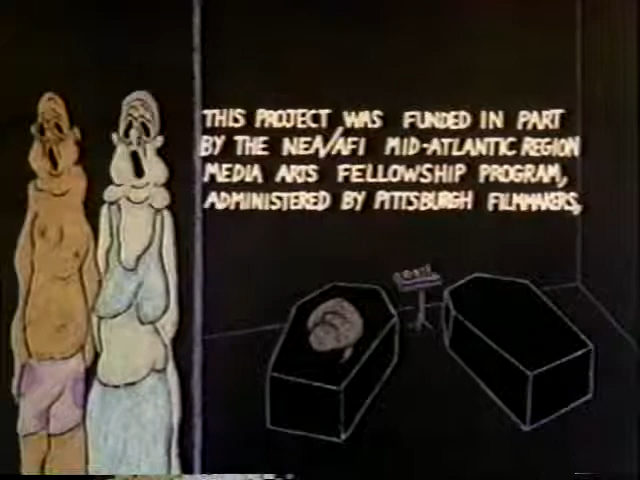 THIS PROJECT WAS FUNDED IN PART
BY THE NEA/AFI MID-ATLANTIC REGION
MEDIA ARTS FELLOWSHIP PROGRAM,
ADMINISTERED BY PITTSBURGH FILMMAKERS,